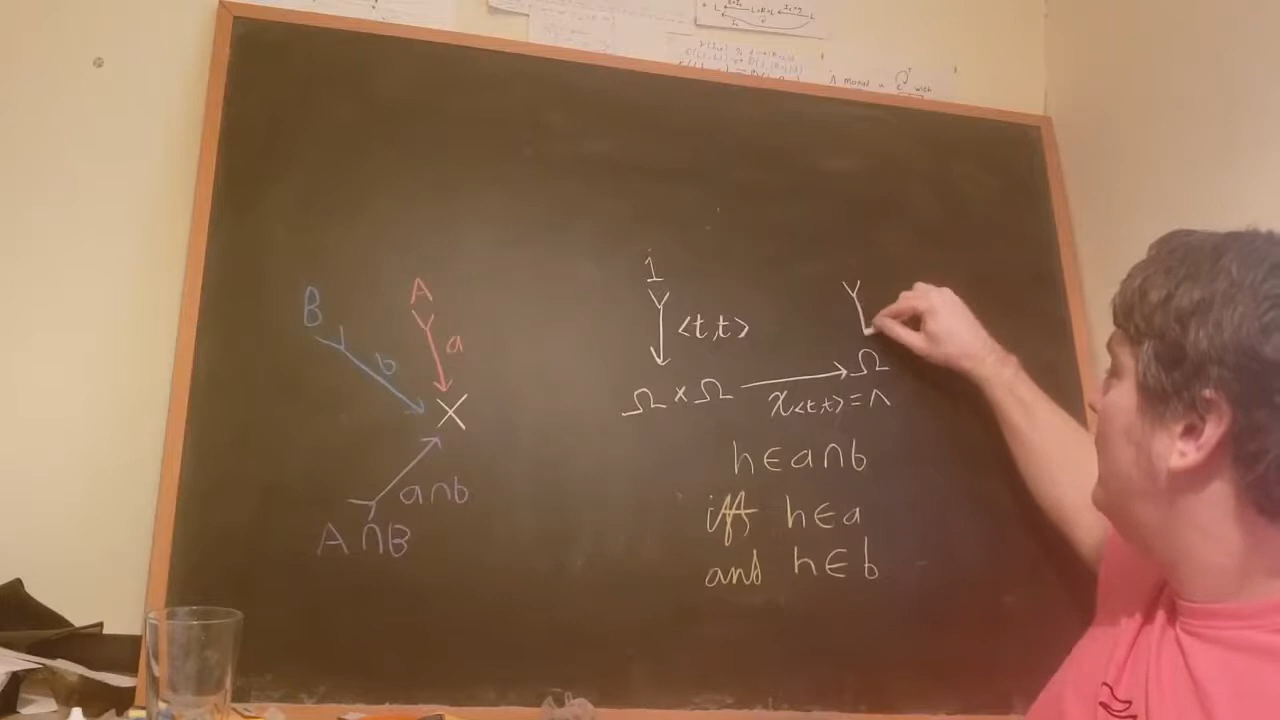 B A
b a
X
a∩b
A∩B
1
<t,t>
Ω × Ω Ω
χ<t,t> = ∧
h∈a∩b
iff h∈a
and h∈b